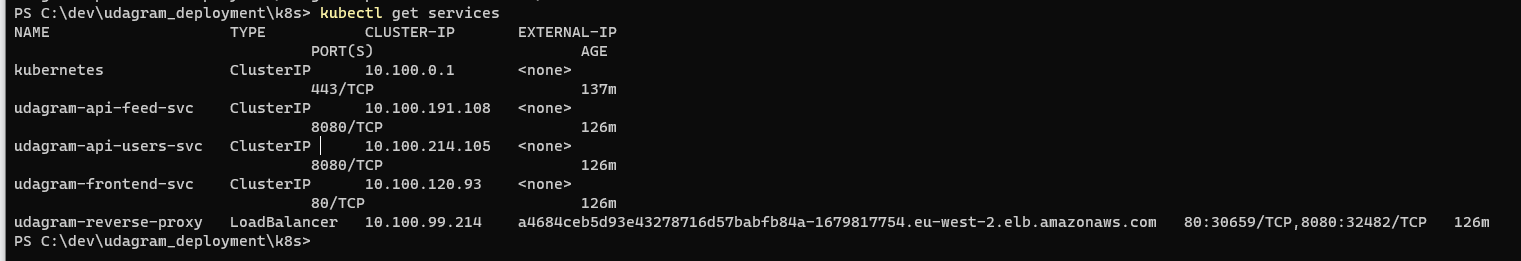 PS C:\dev\udagram_deployment\k8s> kubectl get services
NAME                    TYPE           CLUSTER-IP       EXTERNAL-IP
                                 PORT(S)                       AGE
kubernetes              ClusterIP      10.100.0.1       <none>
                                 443/TCP                       137m
udagram-api-feed-svc    ClusterIP      10.100.191.108   <none>
                                 8080/TCP                      126m
udagram-api-users-svc   ClusterIP      10.100.214.105   <none>
                                 8080/TCP                      126m
udagram-frontend-svc    ClusterIP      10.100.120.93    <none>
                                 80/TCP                        126m
udagram-reverse-proxy   LoadBalancer   10.100.99.214    a4684ceb5d93e43278716d57babfb84a-1679817754.eu-west-2.elb.amazonaws.com   80:30659/TCP,8080:32482/TCP   126m
PS C:\dev\udagram_deployment\k8s>